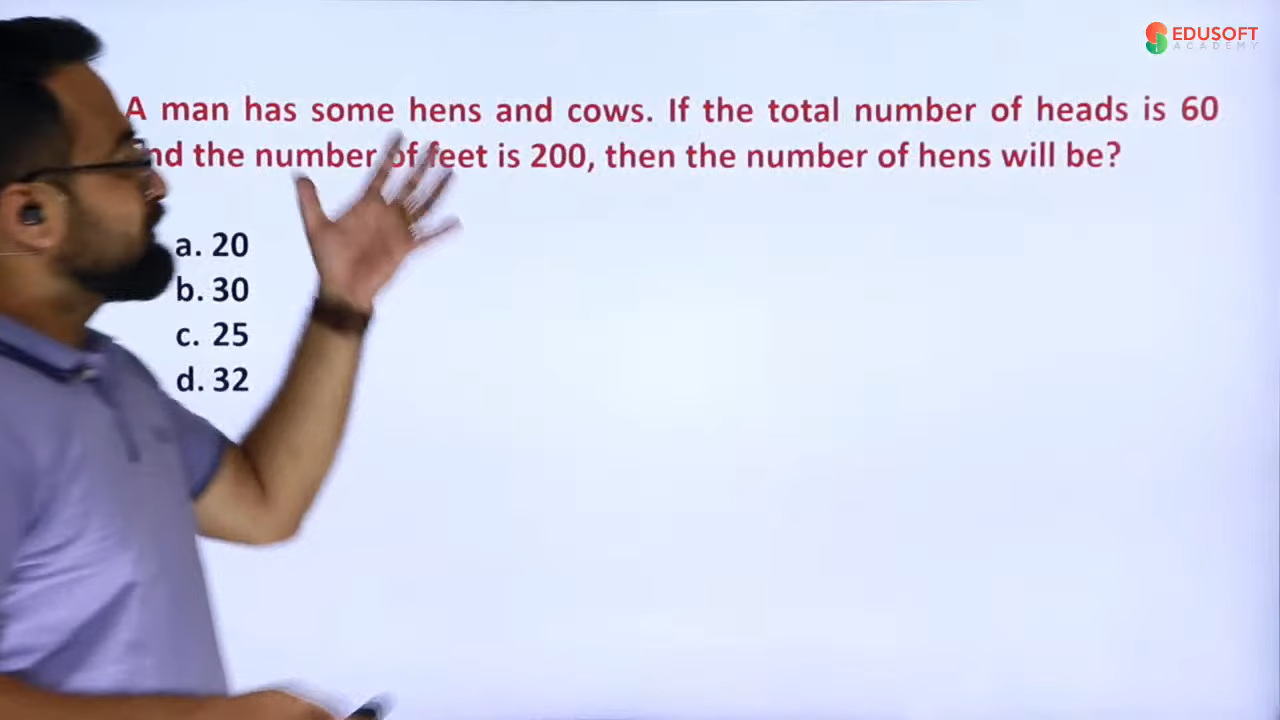 EDUSOFT
ACADEMY
A man has some hens and cows. If the total number of heads is 60
nd the number of feet is 200, then the number of hens will be?
a. 20
b. 30
c. 25
d. 32